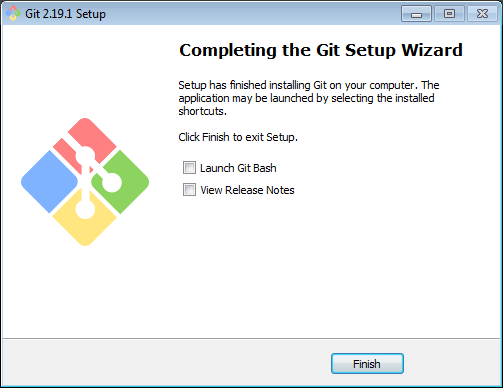 Git 2.19.1 Setup
Completing the Git Setup Wizard
Setup has finished installing Git on your computer. The
application may be launched by selecting the installed
shortcuts.
Click Finish to exit Setup.
Launch Git Bash
View Release Notes
Finish